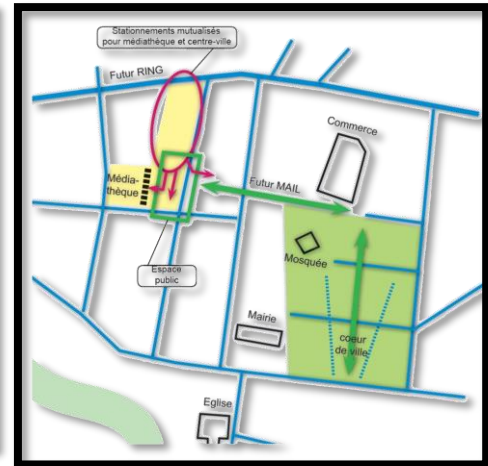 Stationnements mutualisés
pour médiathèque et centre-ville
Futur RING
Commerce
Média-
thèque
Futur MAIL
Mosquée
Espace
public
Mairie
coeur
de ville
Eglise